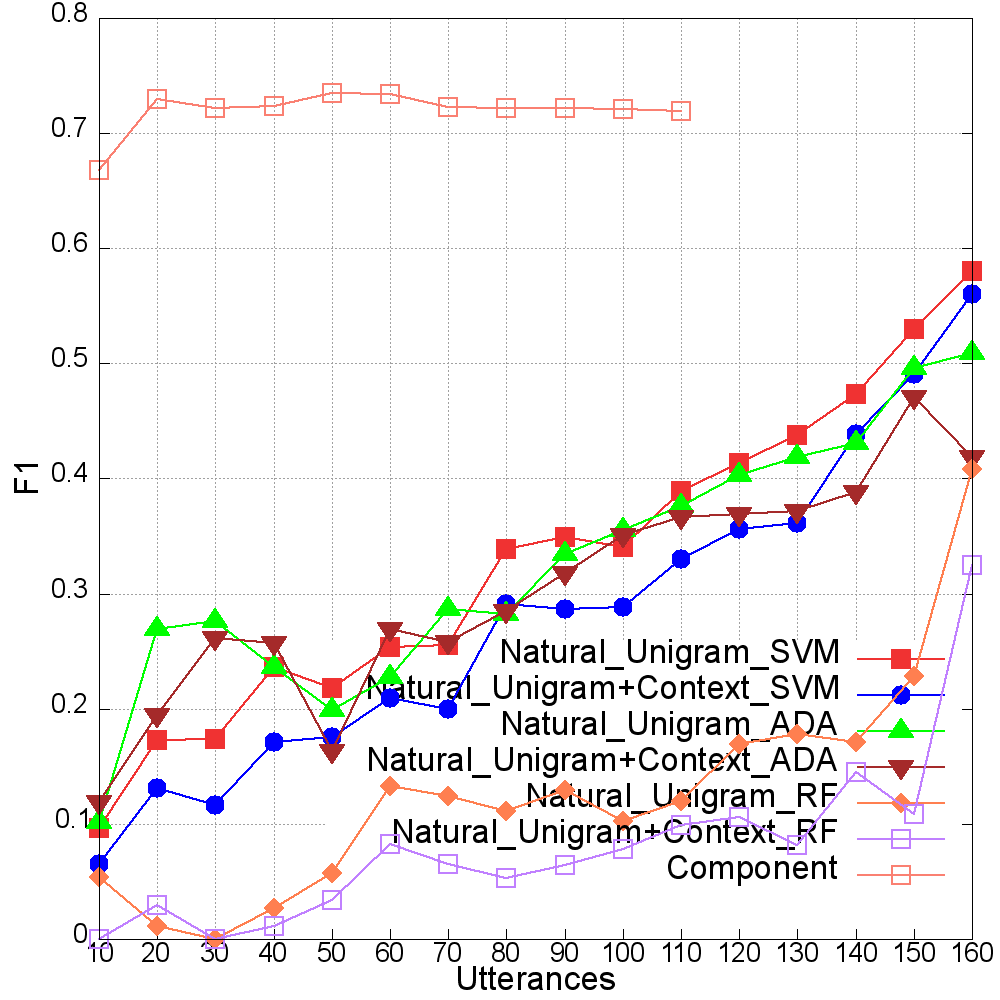 0.8
0.7
0.6
0.5
0.4
0.3
0.2
0.1
0
F1
Natural_Unigram_SVM
Natural_Unigram+Context_SVM
Natural_Unigram_ADA
Natural_Unigram+Context_ADA
Natural_Unigram_RF
Natural_Unigram+Context_RF
Component
10 20 30 40 50 60 70 80 90 100 110 120 130 140 150 160
Utterances